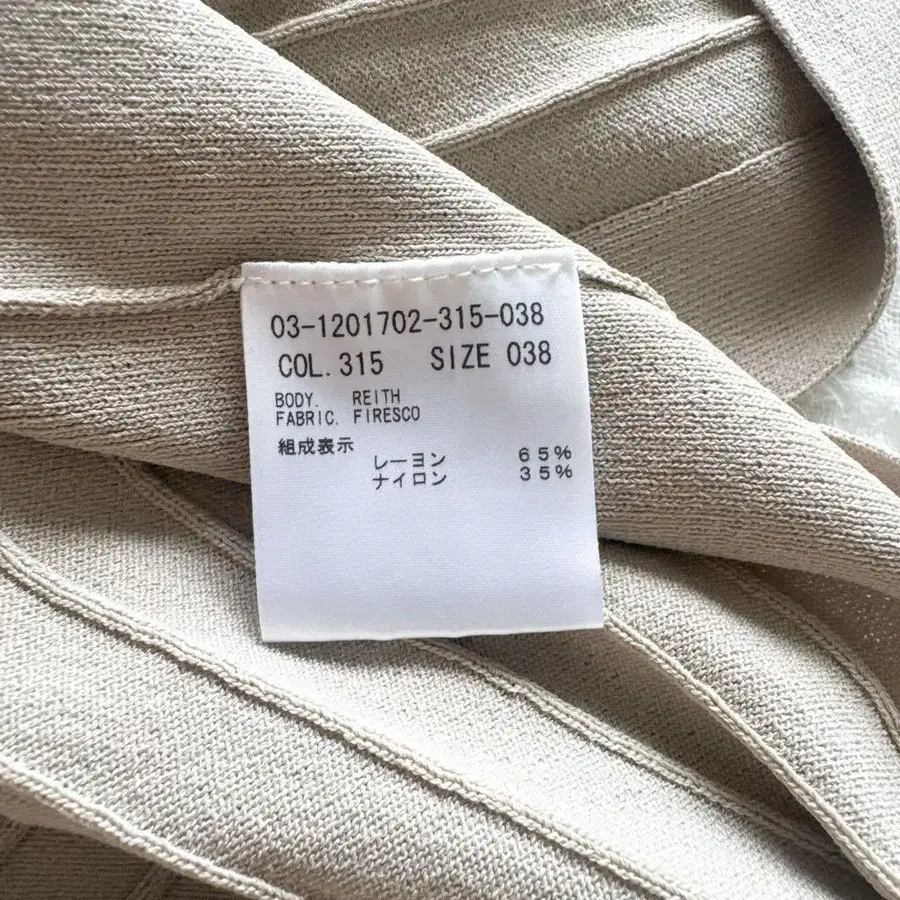 03-1201702-315-038
COL.315 SIZE 038
BODY. REITH
FABRIC. FIRESCO
組成表示
レーヨン 65%
ナイロン 35%